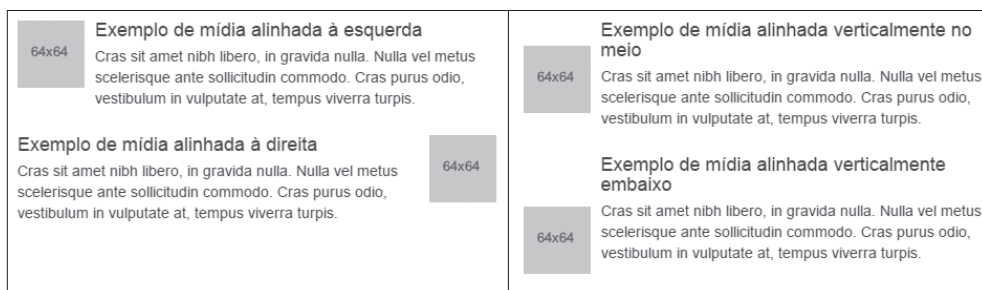 64x64
Exemplo de mídia alinhada à esquerda
Cras sit amet nibh libero, in gravida nulla. Nulla vel metus
scelerisque ante sollicitudin commodo. Cras purus odio,
vestibulum in vulputate at, tempus viverra turpis.
Exemplo de mídia alinhada à direita
Cras sit amet nibh libero, in gravida nulla. Nulla vel metus
scelerisque ante sollicitudin commodo. Cras purus odio,
vestibulum in vulputate at, tempus viverra turpis.
64x64
Exemplo de mídia alinhada verticalmente no
meio
64x64
Cras sit amet nibh libero, in gravida nulla. Nulla vel metus
scelerisque ante sollicitudin commodo. Cras purus odio,
vestibulum in vulputate at, tempus viverra turpis.
Exemplo de mídia alinhada verticalmente
embaixo
Cras sit amet nibh libero, in gravida nulla. Nulla vel metus
scelerisque ante sollicitudin commodo. Cras purus odio,
vestibulum in vulputate at, tempus viverra turpis.
64x64